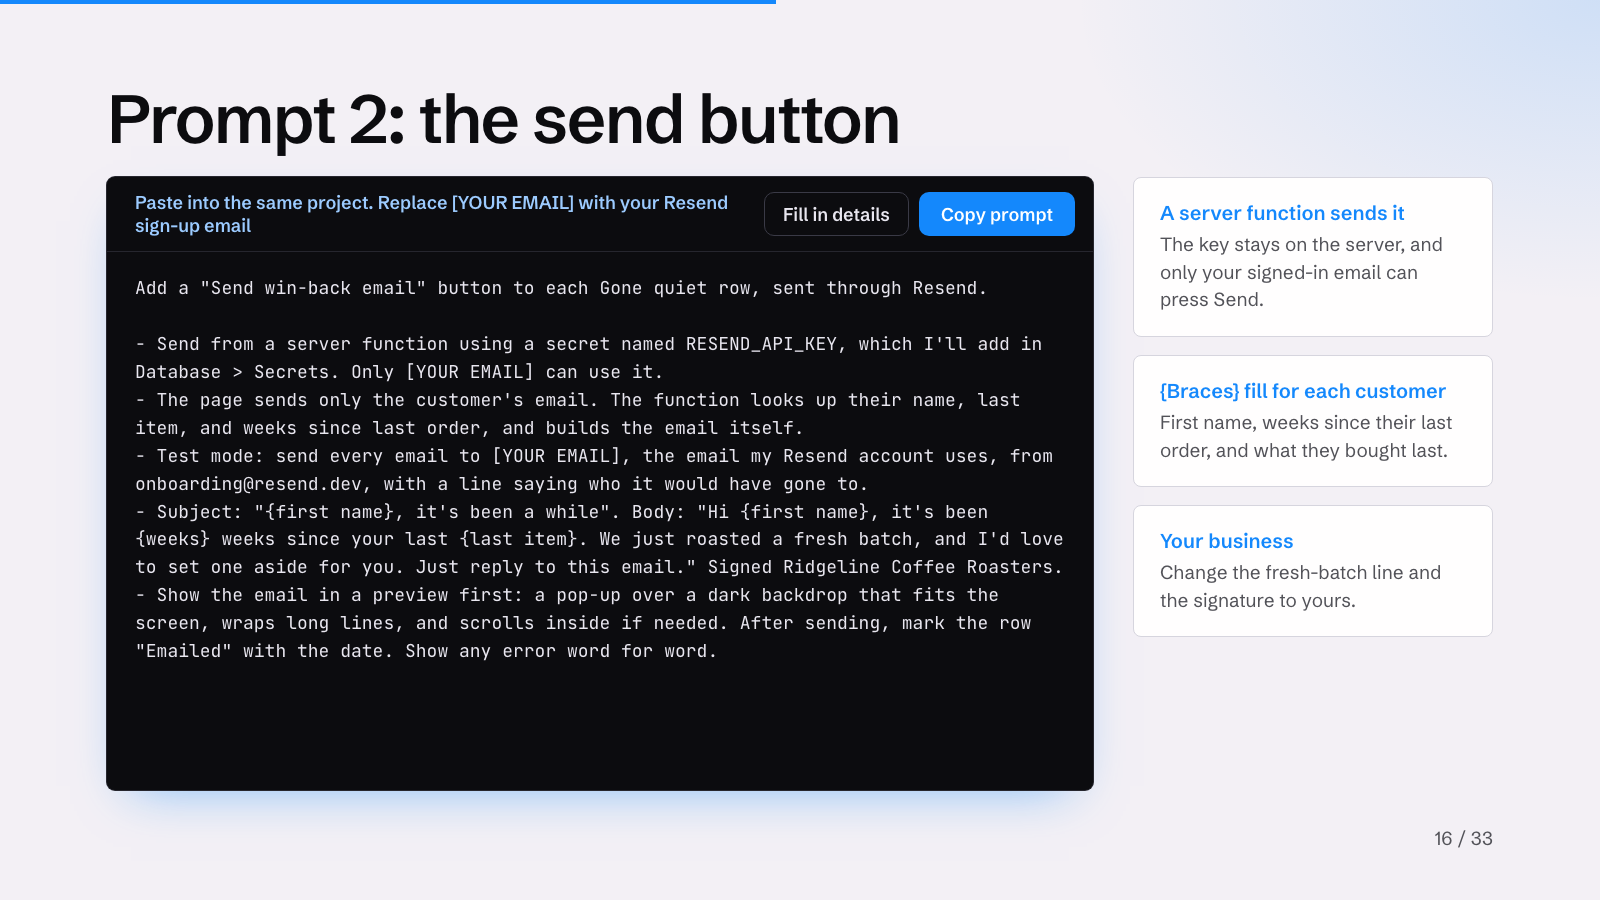 Prompt 2: the send button
Paste into the same project. Replace [YOUR EMAIL] with your Resend
sign-up email
Fill in details
Copy prompt
Add a "Send win-back email" button to each Gone quiet row, sent through Resend.
- Send from a server function using a secret named RESEND_API_KEY, which I'll add in
Database > Secrets. Only [YOUR EMAIL] can use it.
- The page sends only the customer's email. The function looks up their name, last
item, and weeks since last order, and builds the email itself.
- Test mode: send every email to [YOUR EMAIL], the email my Resend account uses, from
onboarding@resend.dev, with a line saying who it would have gone to.
- Subject: "{first name}, it's been a while". Body: "Hi {first name}, it's been
{weeks} weeks since your last {last item}. We just roasted a fresh batch, and I'd love
to set one aside for you. Just reply to this email." Signed Ridgeline Coffee Roasters.
- Show the email in a preview first: a pop-up over a dark backdrop that fits the
screen, wraps long lines, and scrolls inside if needed. After sending, mark the row
"Emailed" with the date. Show any error word for word.
A server function sends it
The key stays on the server, and
only your signed-in email can
press Send.
{Braces} fill for each customer
First name, weeks since their last
order, and what they bought last.
Your business
Change the fresh-batch line and
the signature to yours.
16 / 33